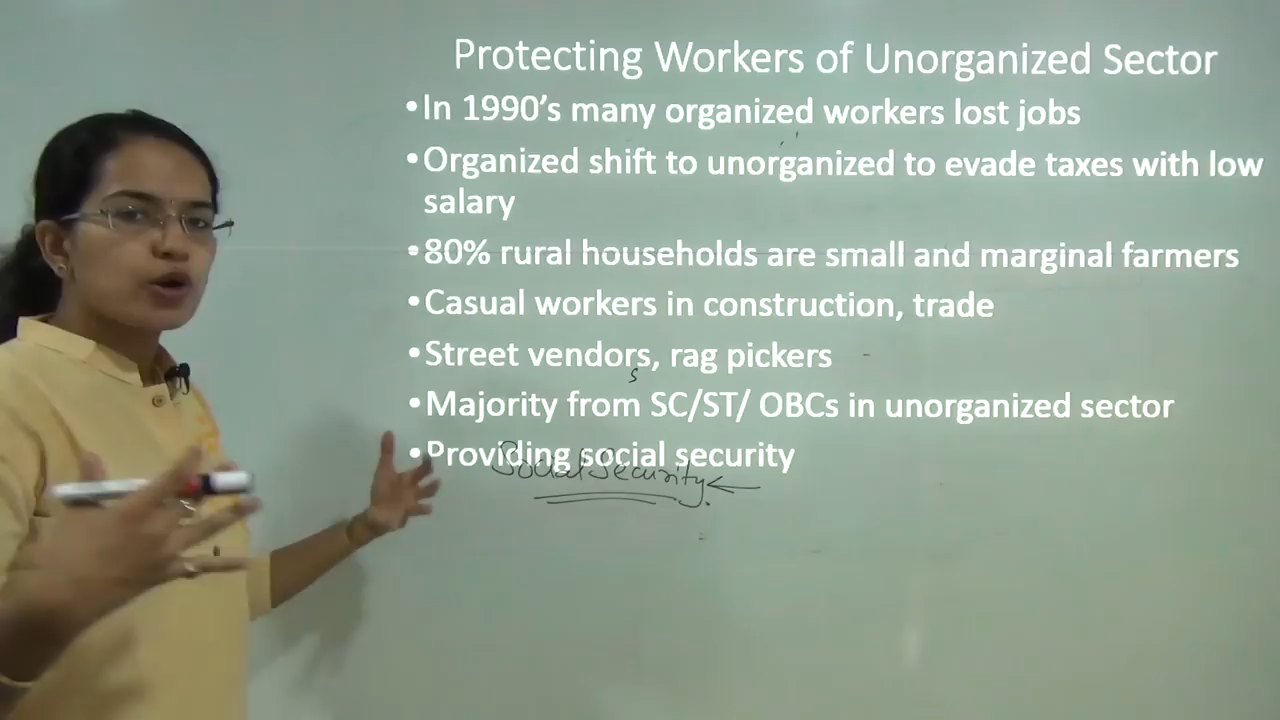 Protecting Workers of Unorganized Sector
•In 1990's many organized workers lost jobs
•Organized shift to unorganized to evade taxes with low
salary
•80% rural households are small and marginal farmers
•Casual workers in construction, trade
•Street vendors, rag pickers
s
•Majority from SC/ST/ OBCs in unorganized sector
•Providing social security
Social Security